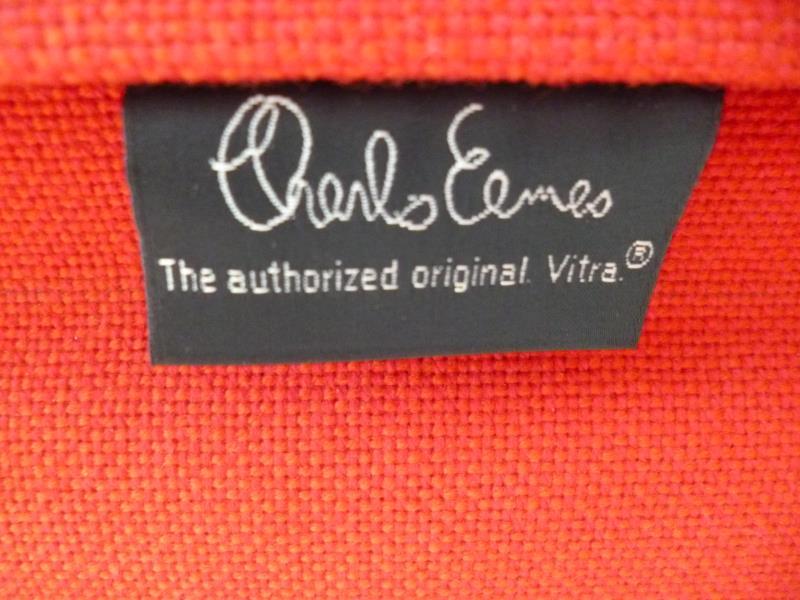 Charles Eames
The authorized original. Vitra.®